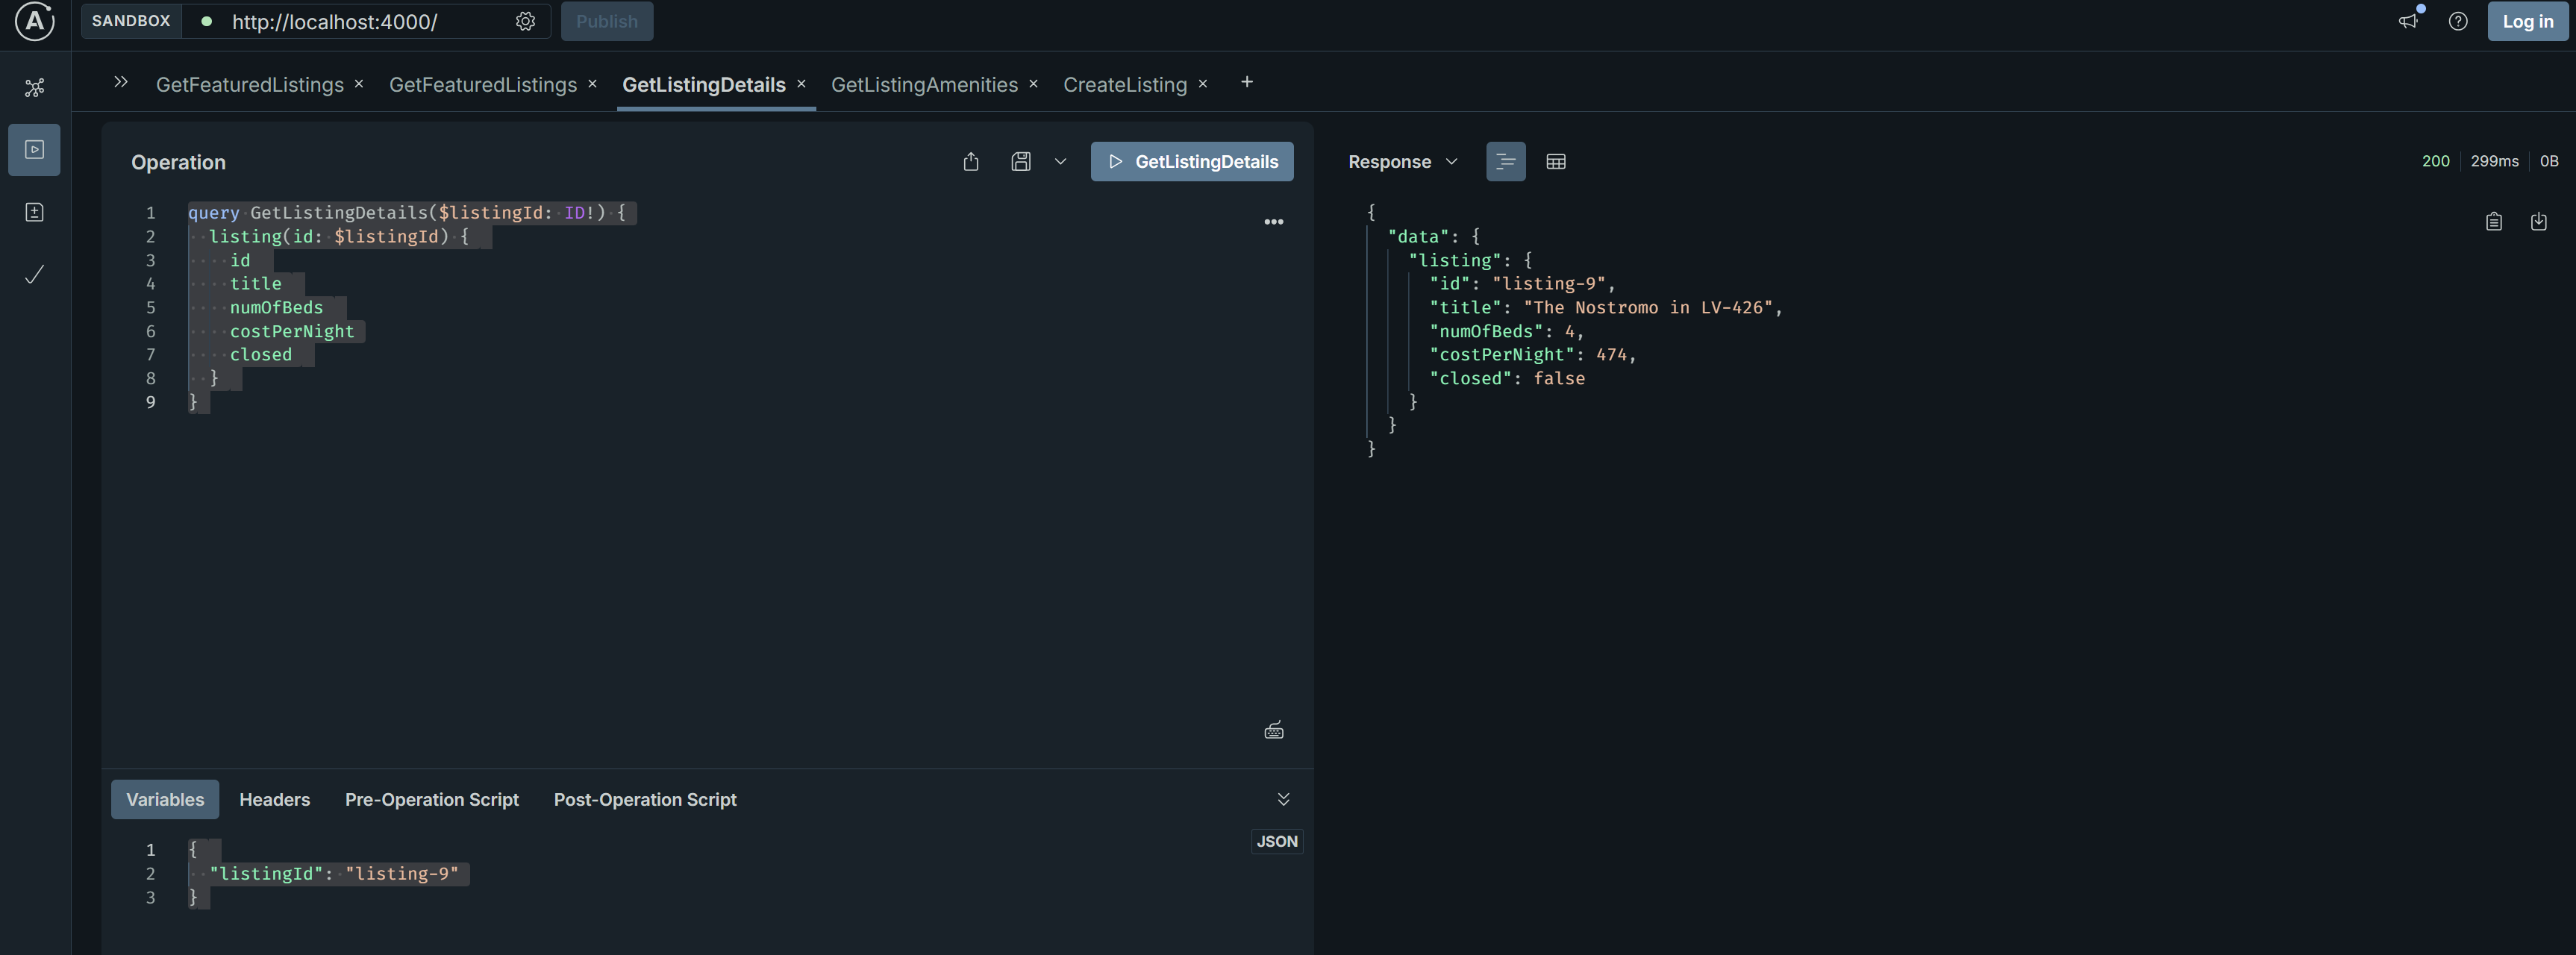 SANDBOX http://localhost:4000/ Publish Log in
GetFeaturedListings GetFeaturedListings GetListingDetails GetListingAmenities CreateListing
Operation
GetListingDetails
1 query GetListingDetails($listingId: ID!) {
2   listing(id: $listingId) {
3     id
4     title
5     numOfBeds
6     costPerNight
7     closed
8   }
9 }
Variables Headers Pre-Operation Script Post-Operation Script
JSON
1 {
2   "listingId": "listing-9"
3 }
Response 200 299ms 0B
{
  "data": {
    "listing": {
      "id": "listing-9",
      "title": "The Nostromo in LV-426",
      "numOfBeds": 4,
      "costPerNight": 474,
      "closed": false
    }
  }
}